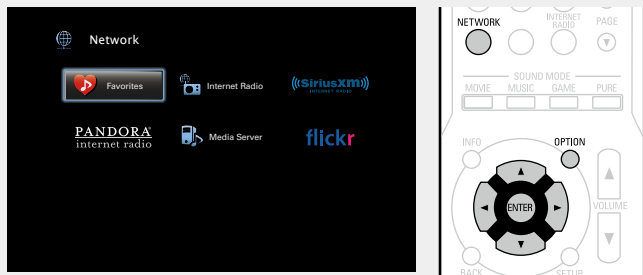 Network
Favorites
Internet Radio
((SiriusXM))
INTERNET RADIO
PANDORA
internet radio
Media Server
flickr
NETWORK
INTERNET
RADIO
PAGE
SOUND MODE
MOVIE MUSIC GAME PURE
INFO
OPTION
ENTER
VOLUME
BACK
SETUP